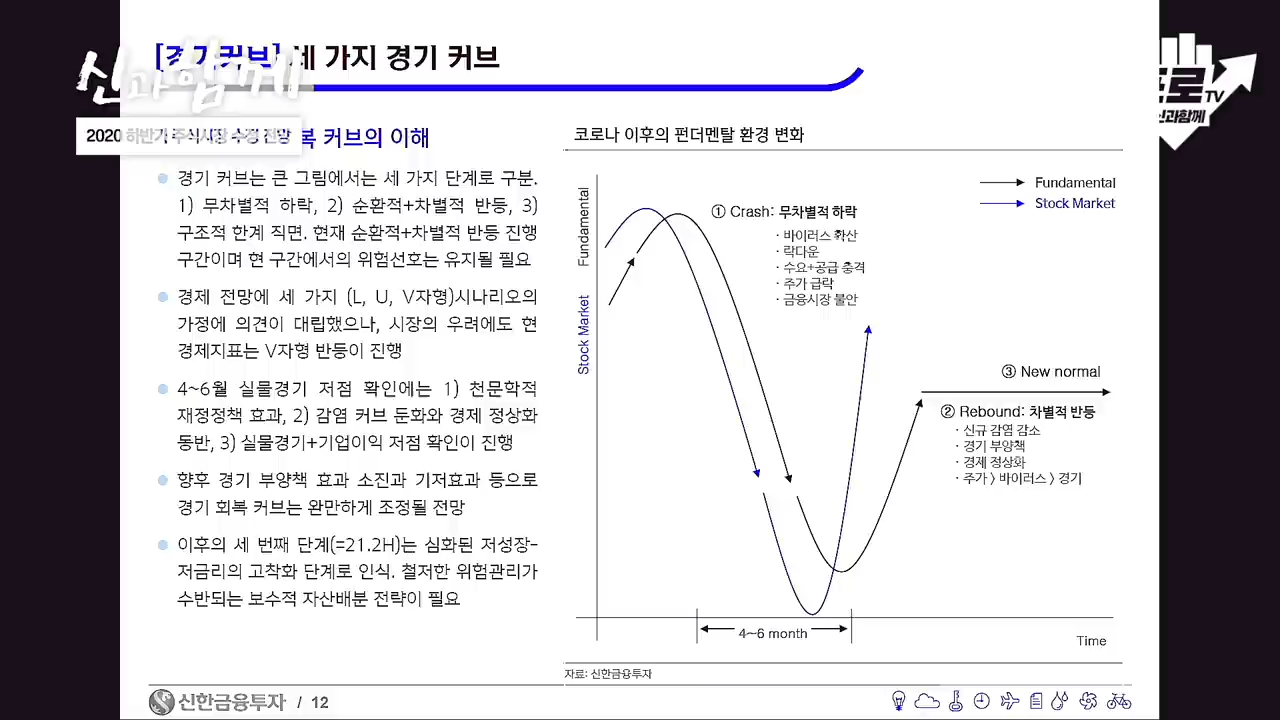 [경기커브] 세 가지 경기 커브
신과함께
2020 하반기 주식시장 수정 전망
복 커브의 이해
프로TV
신과함께
경기 커브는 큰 그림에서는 세 가지 단계로 구분.
1) 무차별적 하락, 2) 순환적+차별적 반등, 3)
구조적 한계 직면. 현재 순환적+차별적 반등 진행
구간이며 현 구간에서의 위험선호는 유지될 필요
경제 전망에 세 가지 (L, U, V자형)시나리오의
가정에 의견이 대립했으나, 시장의 우려에도 현
경제지표는 V자형 반등이 진행
4~6월 실물경기 저점 확인에는 1) 천문학적
재정정책 효과, 2) 감염 커브 둔화와 경제 정상화
동반, 3) 실물경기+기업이익 저점 확인이 진행
향후 경기 부양책 효과 소진과 기저효과 등으로
경기 회복 커브는 완만하게 조정될 전망
이후의 세 번째 단계(=21.2H)는 심화된 저성장-
저금리의 고착화 단계로 인식. 철저한 위험관리가
수반되는 보수적 자산배분 전략이 필요
코로나 이후의 펀더멘탈 환경 변화
Fundamental
Stock Market
Fundamental
Stock Market
① Crash: 무차별적 하락
· 바이러스 확산
· 락다운
· 수요+공급 충격
· 주가 급락
· 금융시장 불안
③ New normal
② Rebound: 차별적 반등
· 신규 감염 감소
· 경기 부양책
· 경제 정상화
· 주가 > 바이러스 > 경기
4~6 month
Time
자료: 신한금융투자
신한금융투자 / 12